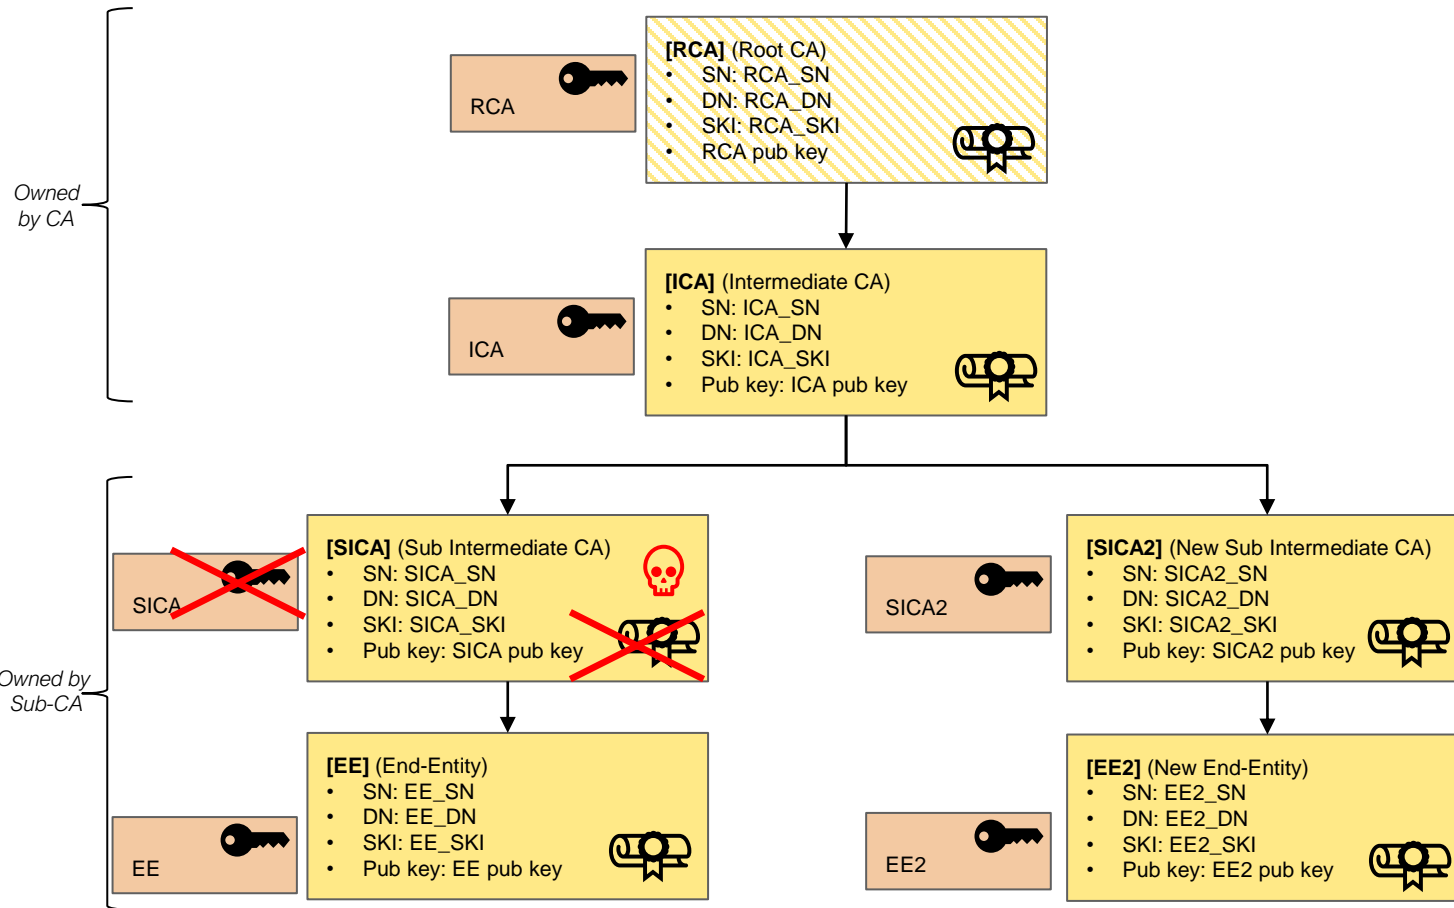 [RCA] (Root CA)
• SN: RCA_SN
• DN: RCA_DN
• SKI: RCA_SKI
• RCA pub key
RCA
Owned
by CA
[ICA] (Intermediate CA)
• SN: ICA_SN
• DN: ICA_DN
• SKI: ICA_SKI
• Pub key: ICA pub key
ICA
[SICA] (Sub Intermediate CA)
• SN: SICA_SN
• DN: SICA_DN
• SKI: SICA_SKI
• Pub key: SICA pub key
SICA
[SICA2] (New Sub Intermediate CA)
• SN: SICA2_SN
• DN: SICA2_DN
• SKI: SICA2_SKI
• Pub key: SICA2 pub key
SICA2
Owned by
Sub-CA
[EE] (End-Entity)
• SN: EE_SN
• DN: EE_DN
• SKI: EE_SKI
• Pub key: EE pub key
EE
[EE2] (New End-Entity)
• SN: EE2_SN
• DN: EE2_DN
• SKI: EE2_SKI
• Pub key: EE2 pub key
EE2